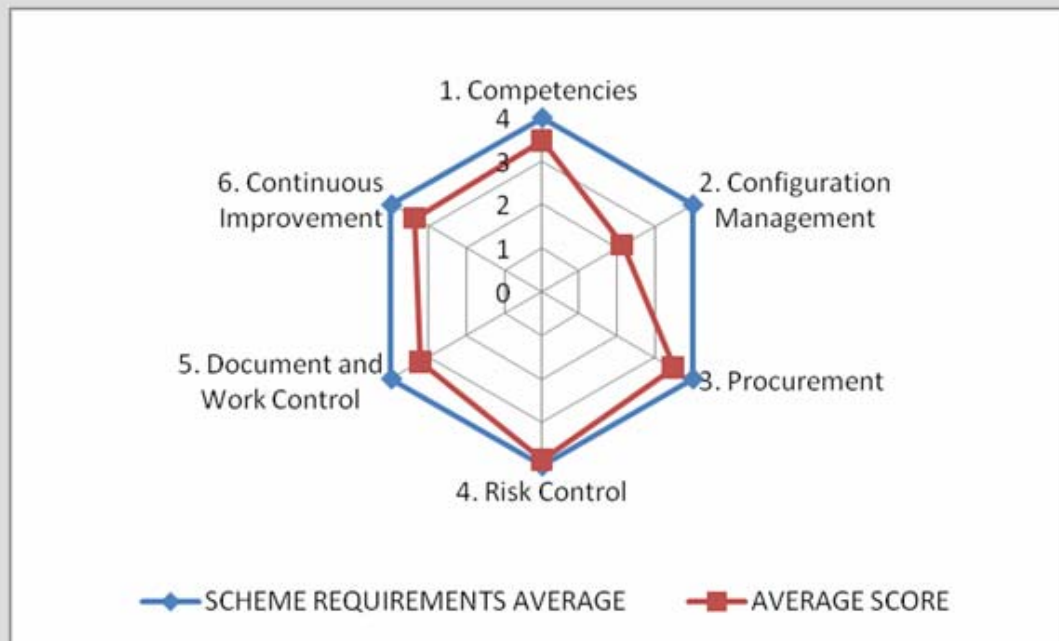 1. Competencies
4
3
2
1
0
2. Configuration
Management
3. Procurement
4. Risk Control
5. Document and
Work Control
6. Continuous
Improvement
SCHEME REQUIREMENTS AVERAGE
AVERAGE SCORE